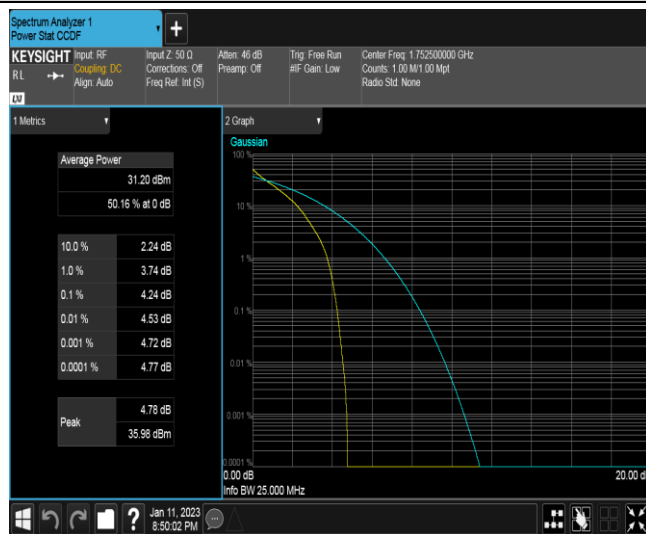 Spectrum Analyzer 1
Power Stat CCDF
KEYSIGHT
RL
LXI
Input: RF
Coupling: DC
Align: Auto
Input Z: 50 Ω
Corrections: Off
Freq Ref: Int (S)
Atten: 46 dB
Preamp: Off
Trig: Free Run
#IF Gain: Low
Center Freq: 1.752500000 GHz
Counts: 1.00 M/1.00 Mpt
Radio Std: None
1 Metrics
Average Power
31.20 dBm
50.16 % at 0 dB
10.0 % 2.24 dB
1.0 % 3.74 dB
0.1 % 4.24 dB
0.01 % 4.53 dB
0.001 % 4.72 dB
0.0001 % 4.77 dB
Peak
4.78 dB
35.98 dBm
2 Graph
Gaussian
100 %
10 %
1 %
0.1 %
0.01 %
0.001 %
0.0001 %
0.00 dB
20.00 d
Info BW 25.000 MHz
?
Jan 11, 2023
8:50:02 PM